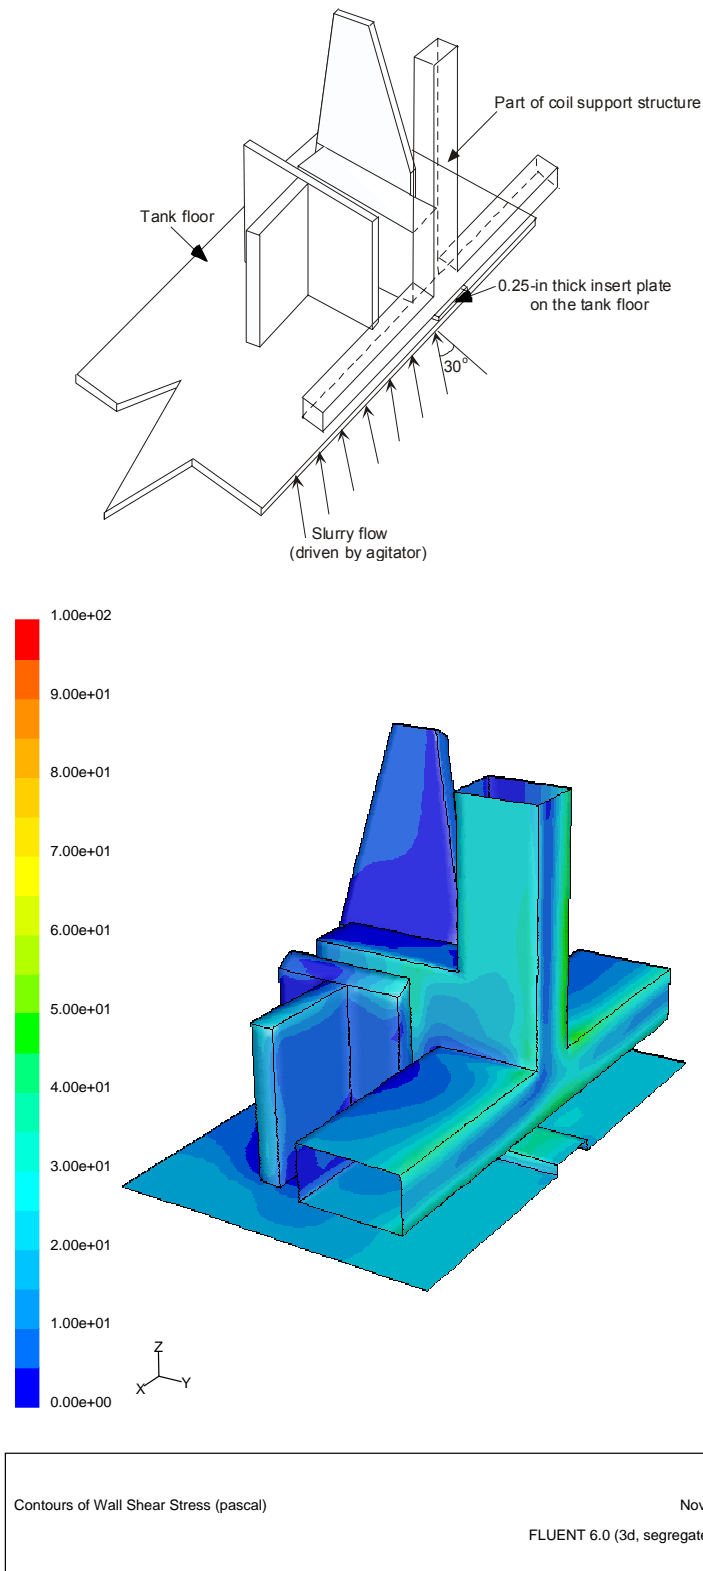 Part of coil support structure
Tank floor
0.25-in thick insert plate
on the tank floor
30°
Slurry flow
(driven by agitator)
1.00e+02
9.00e+01
8.00e+01
7.00e+01
6.00e+01
5.00e+01
4.00e+01
3.00e+01
2.00e+01
1.00e+01
0.00e+00
Z
X
Y
Contours of Wall Shear Stress (pascal)
Nov
FLUENT 6.0 (3d, segregate